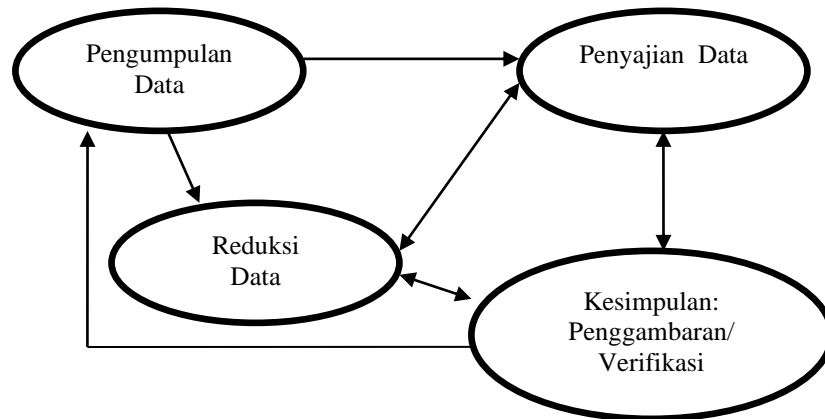 Pengumpulan
Data
Penyajian Data
Reduksi
Data
Kesimpulan:
Penggambaran/
Verifikasi